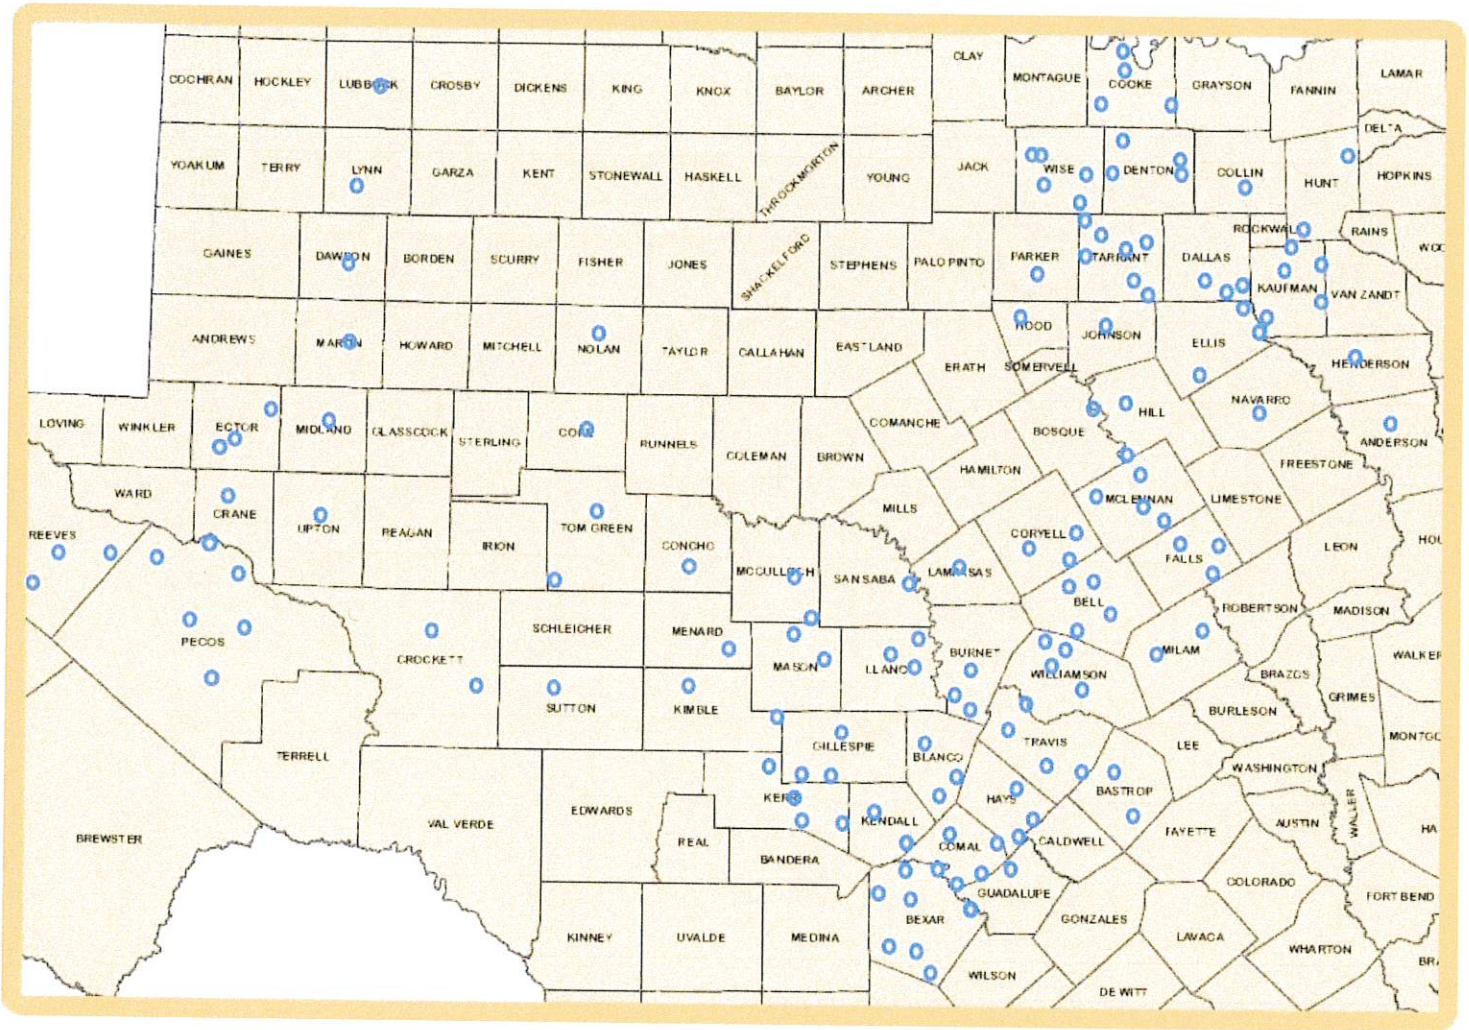 CLAY
COCHRAN HOCKLEY LUBBOCK CROSBY DICKENS KING KNOX BAYLOR ARCHER MONTAGUE COOKE GRAYSON FANNIN LAMAR
DELTA
YOAKUM TERRY LYNN GARZA KENT STONEWALL HASKELL THROCKMORTON YOUNG JACK WISE DENTON COLLIN HUNT HOPKINS
ROCKWALL RAINS
GAINES DAWSON BORDEN SCURRY FISHER JONES SHACKELFORD STEPHENS PALO PINTO PARKER TARRANT DALLAS KAUFMAN VAN ZANDT WOO
ANDREWS MARTIN HOWARD MITCHELL NOLAN TAYLOR CALLAHAN EASTLAND ERATH HOOD SOMERVELL JOHNSON ELLIS HENDERSON
LOVING WINKLER ECTOR MIDLAND GLASSCOCK STERLING COKE RUNNELS COLEMAN BROWN COMANCHE BOSQUE HILL NAVARRO ANDERSON
HAMILTON FREESTONE
WARD CRANE UPTON REAGAN IRION TOM GREEN CONCHO MILLS CORYELL MCLENNAN LIMESTONE
REEVES MCCULLOCH SAN SABA LAMPASAS FALLS LEON HOU
BELL ROBERTSON MADISON
PECOS CROCKETT SCHLEICHER MENARD MASON LLANO BURNET WILLIAMSON MILAM BRAZOS WALKER
SUTTON KIMBLE BURLESON GRIMES
TERRELL GILLESPIE BLANCO TRAVIS LEE WASHINGTON MONTGO
BREWSTER VAL VERDE EDWARDS REAL KERR KENDALL HAYS BASTROP FAYETTE AUSTIN WALLER HA
BANDERA COMAL CALDWELL
GUADALUPE COLORADO FORT BEND
KINNEY UVALDE MEDINA BEXAR GONZALES LAVACA WHARTON
WILSON DE WITT BRA